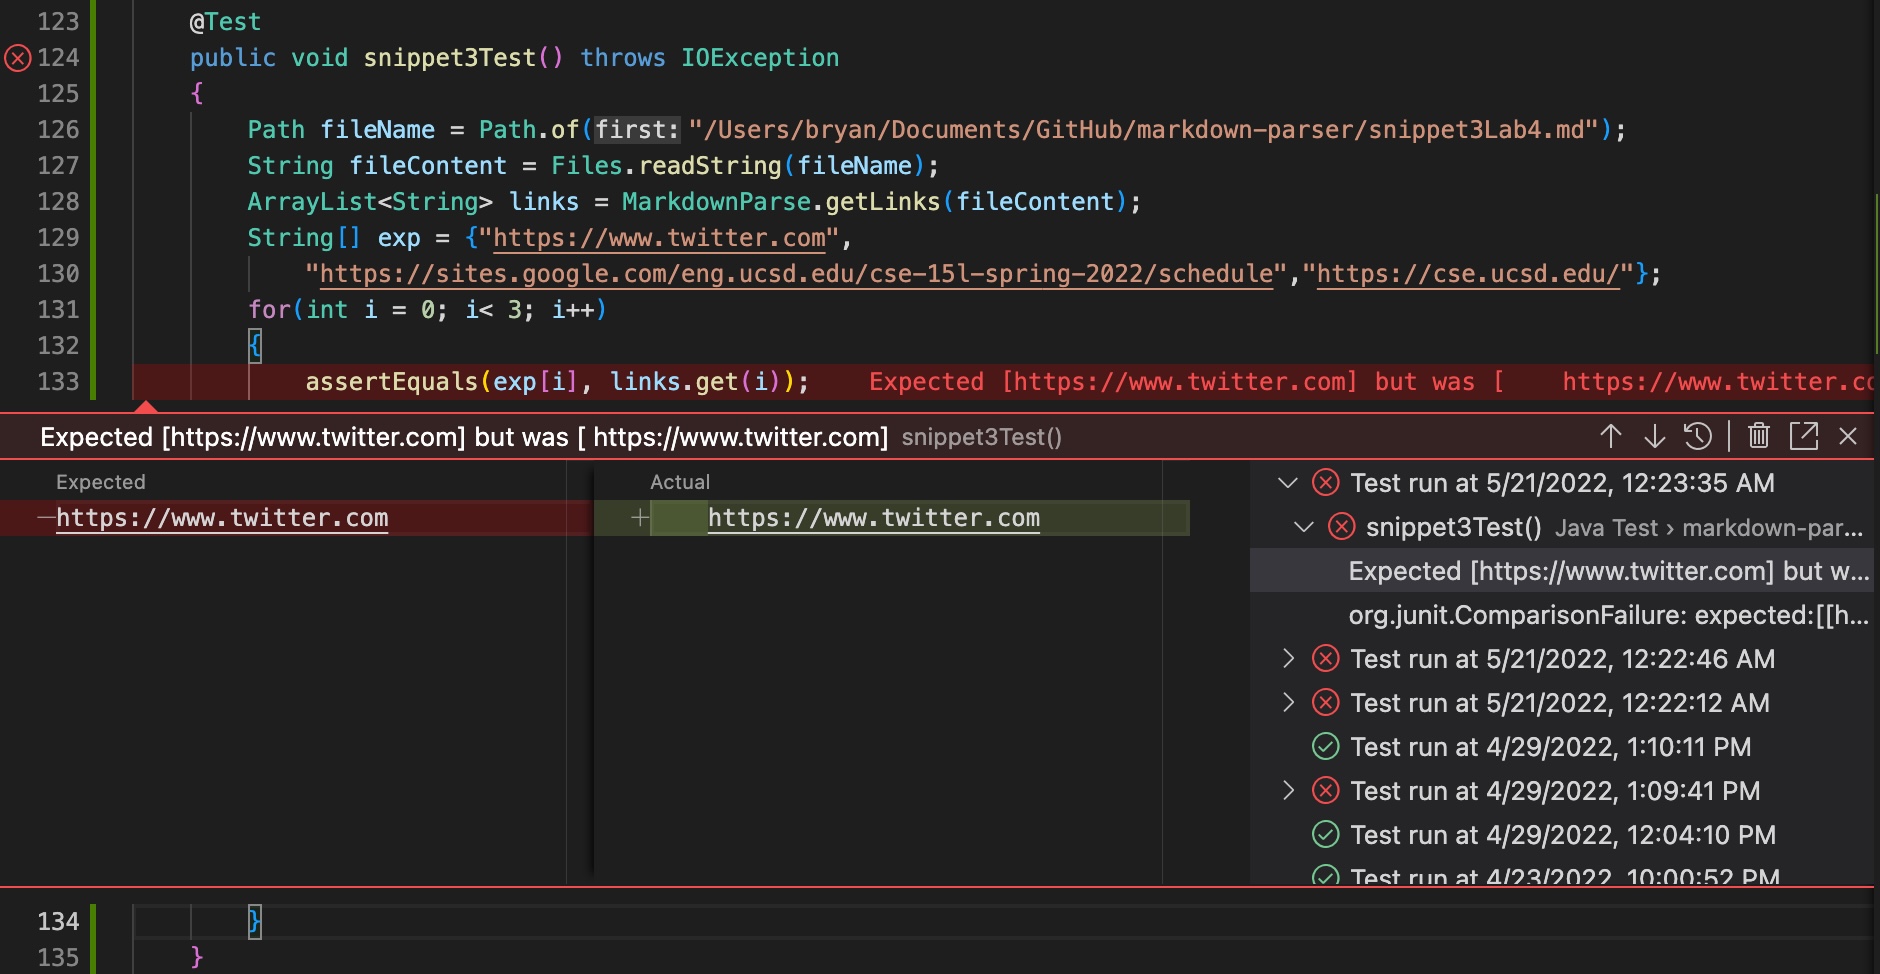 123 @Test
124 public void snippet3Test() throws IOException
125 {
126 Path fileName = Path.of(first: "/Users/bryan/Documents/GitHub/markdown-parser/snippet3Lab4.md");
127 String fileContent = Files.readString(fileName);
128 ArrayList<String> links = MarkdownParse.getLinks(fileContent);
129 String[] exp = {"https://www.twitter.com",
130 "https://sites.google.com/eng.ucsd.edu/cse-15l-spring-2022/schedule","https://cse.ucsd.edu/"};
131 for(int i = 0; i< 3; i++)
132 {
133 assertEquals(exp[i], links.get(i)); Expected [https://www.twitter.com] but was [    https://www.twitter.co
Expected [https://www.twitter.com] but was [ https://www.twitter.com] snippet3Test()
Expected
—https://www.twitter.com
Actual
+    https://www.twitter.com
Test run at 5/21/2022, 12:23:35 AM
snippet3Test() Java Test › markdown-par...
Expected [https://www.twitter.com] but w...
org.junit.ComparisonFailure: expected:[[h...
Test run at 5/21/2022, 12:22:46 AM
Test run at 5/21/2022, 12:22:12 AM
Test run at 4/29/2022, 1:10:11 PM
Test run at 4/29/2022, 1:09:41 PM
Test run at 4/29/2022, 12:04:10 PM
Test run at 4/23/2022, 10:00:52 PM
134 }
135 }